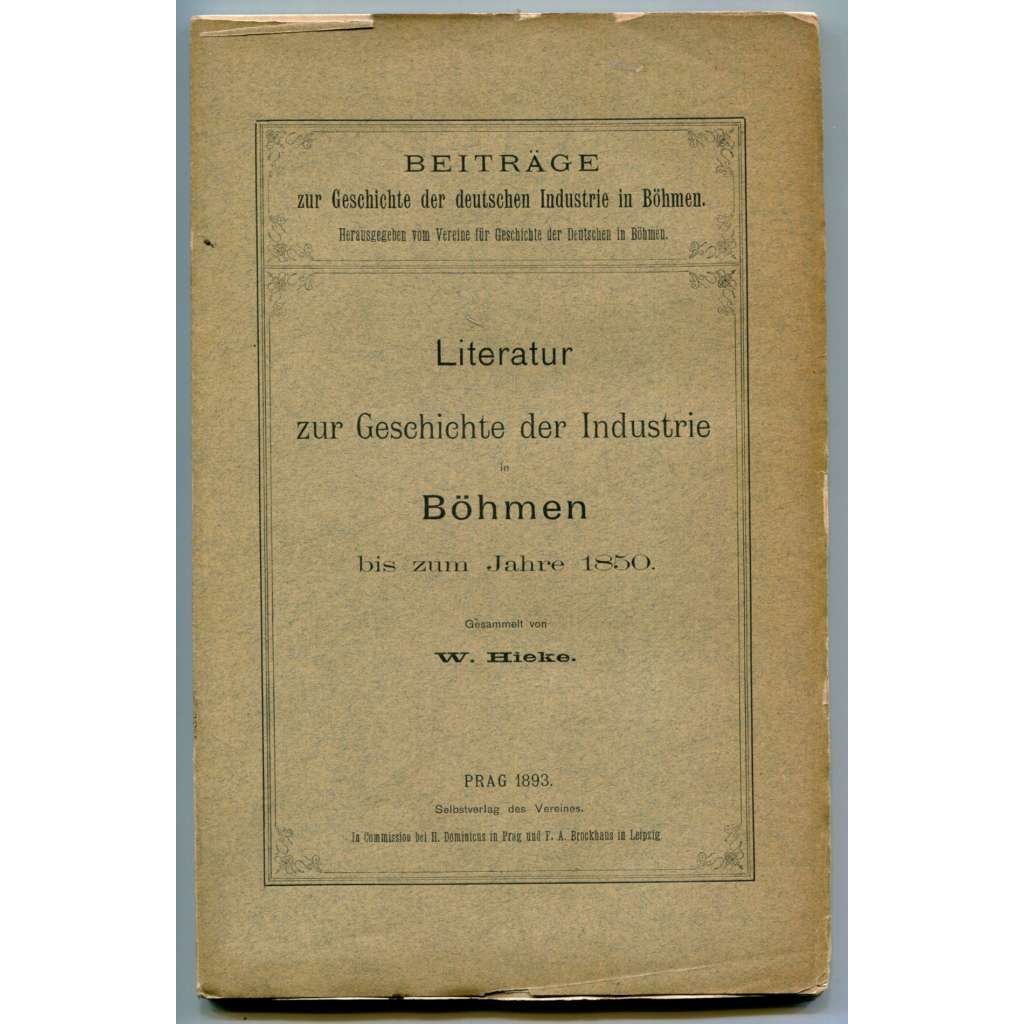 BEITRÄGE
zur Geschichte der deutschen Industrie in Böhmen.
Herausgegeben vom Vereine für Geschichte der Deutschen in Böhmen.
Literatur
zur Geschichte der Industrie
in
Böhmen
bis zum Jahre 1850.
Gesammelt von
W. Hieke.
PRAG 1893.
Selbstverlag des Vereines.
In Commission bei H. Dominicus in Prag und F. A. Brockhaus in Leipzig